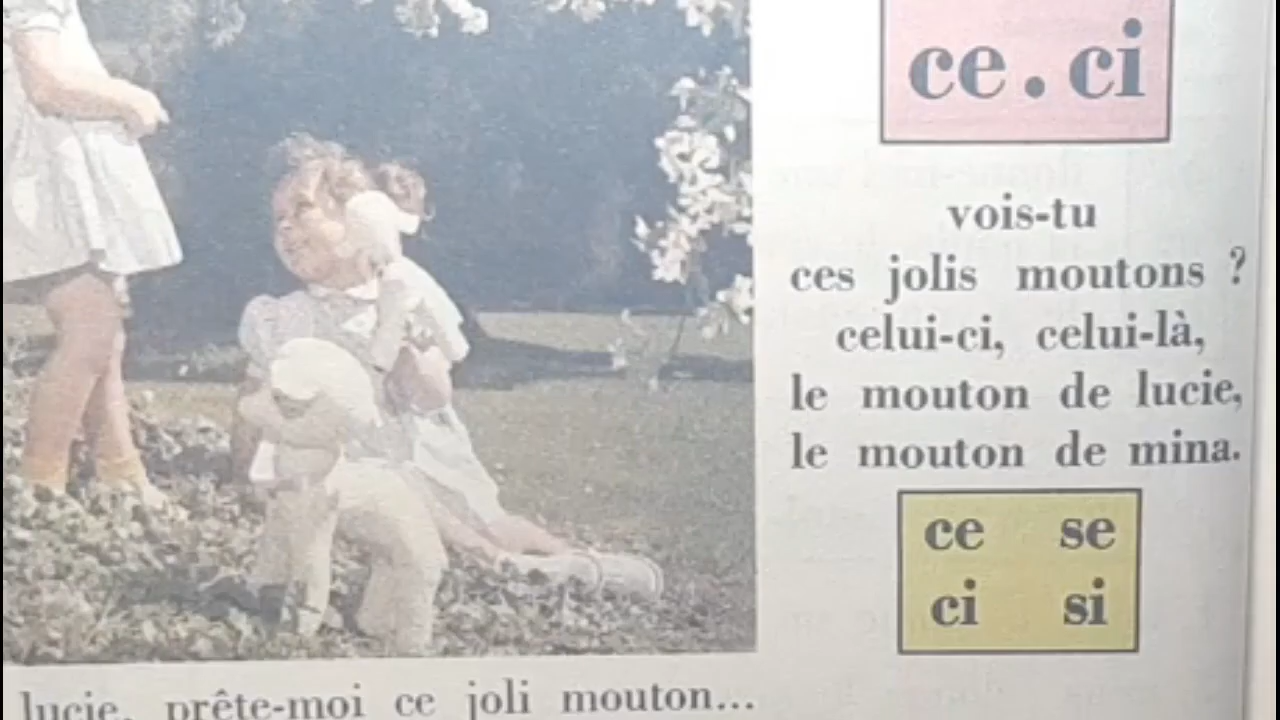 ce . ci
vois-tu
ces jolis moutons ?
celui-ci, celui-là,
le mouton de lucie,
le mouton de mina.
ce se
ci si
lucie, prête-moi ce joli mouton...